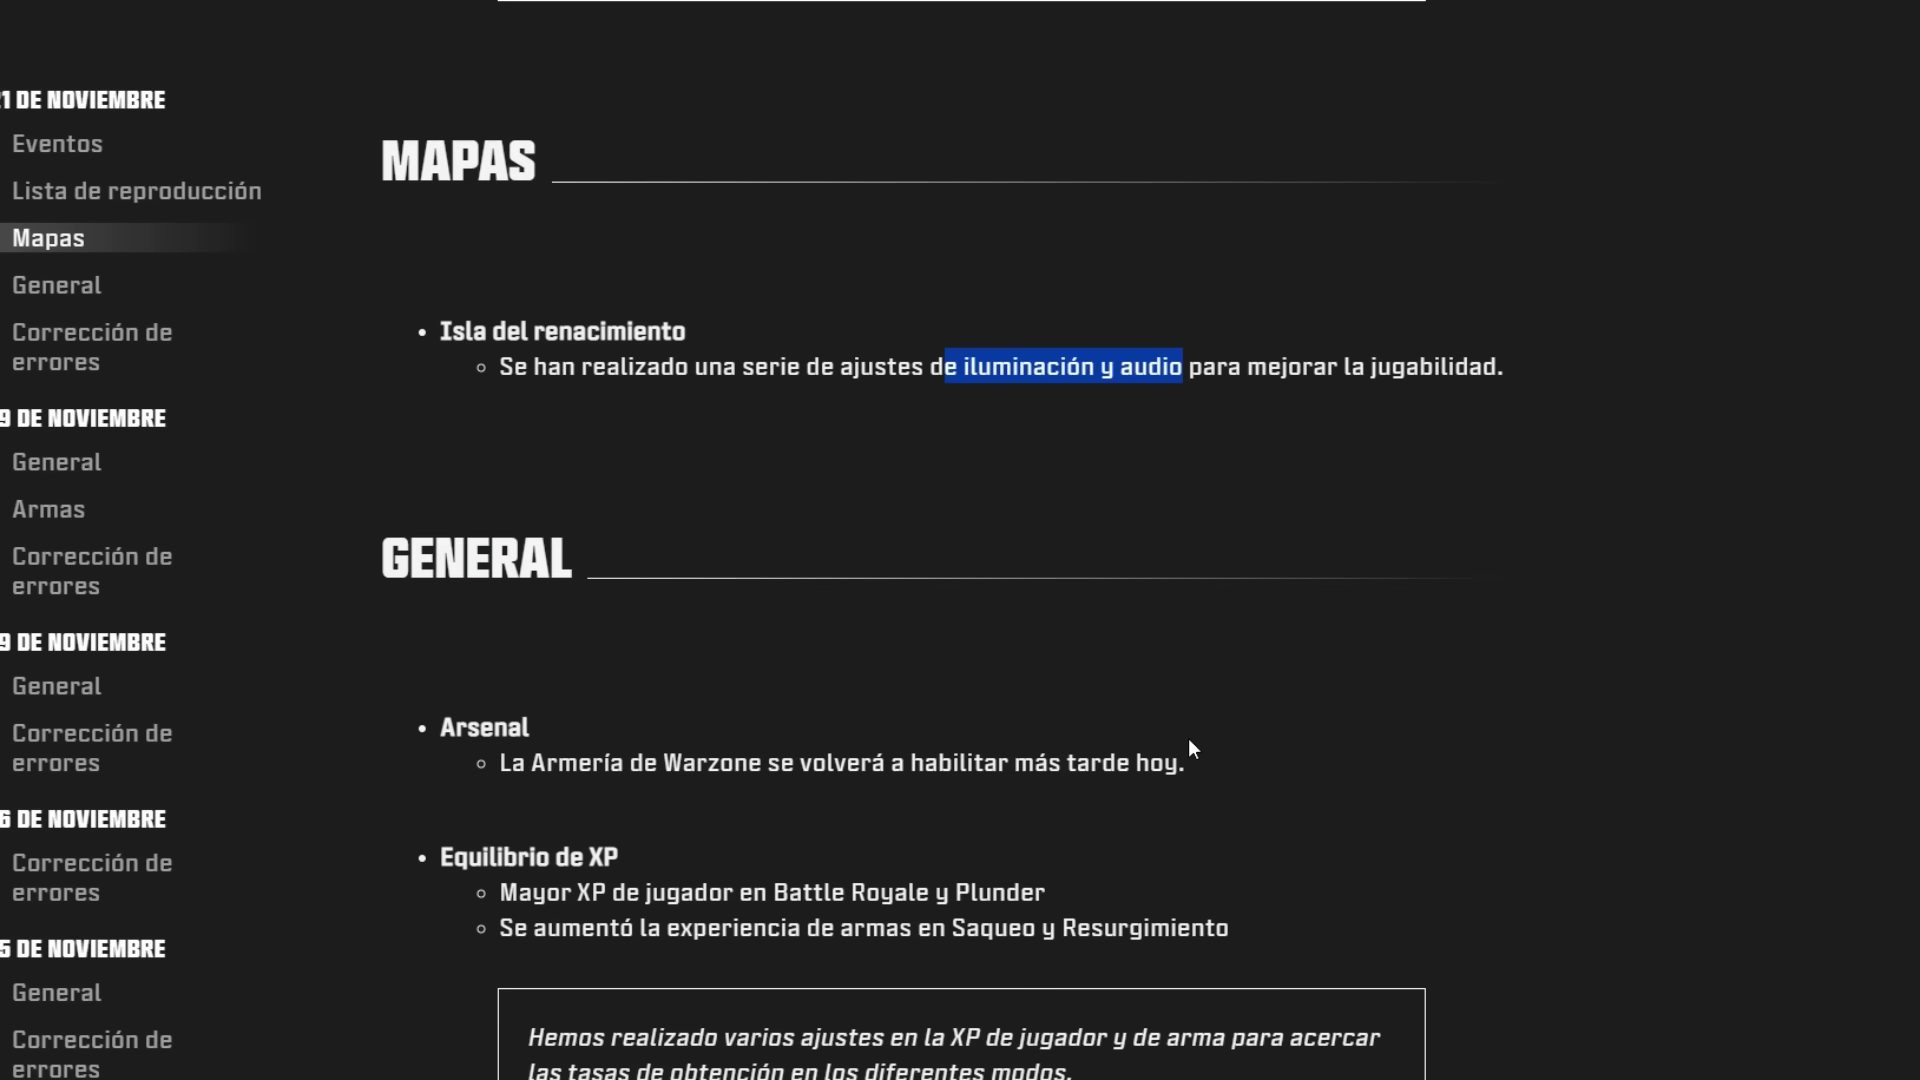 1 DE NOVIEMBRE
Eventos
Lista de reproducción
Mapas
General
Corrección de
errores
9 DE NOVIEMBRE
General
Armas
Corrección de
errores
9 DE NOVIEMBRE
General
Corrección de
errores
6 DE NOVIEMBRE
Corrección de
errores
5 DE NOVIEMBRE
General
Corrección de
errores
MAPAS
• Isla del renacimiento
◦ Se han realizado una serie de ajustes de iluminación y audio para mejorar la jugabilidad.
GENERAL
• Arsenal
◦ La Armería de Warzone se volverá a habilitar más tarde hoy.
• Equilibrio de XP
◦ Mayor XP de jugador en Battle Royale y Plunder
◦ Se aumentó la experiencia de armas en Saqueo y Resurgimiento
Hemos realizado varios ajustes en la XP de jugador y de arma para acercar
las tasas de obtención en los diferentes modos.